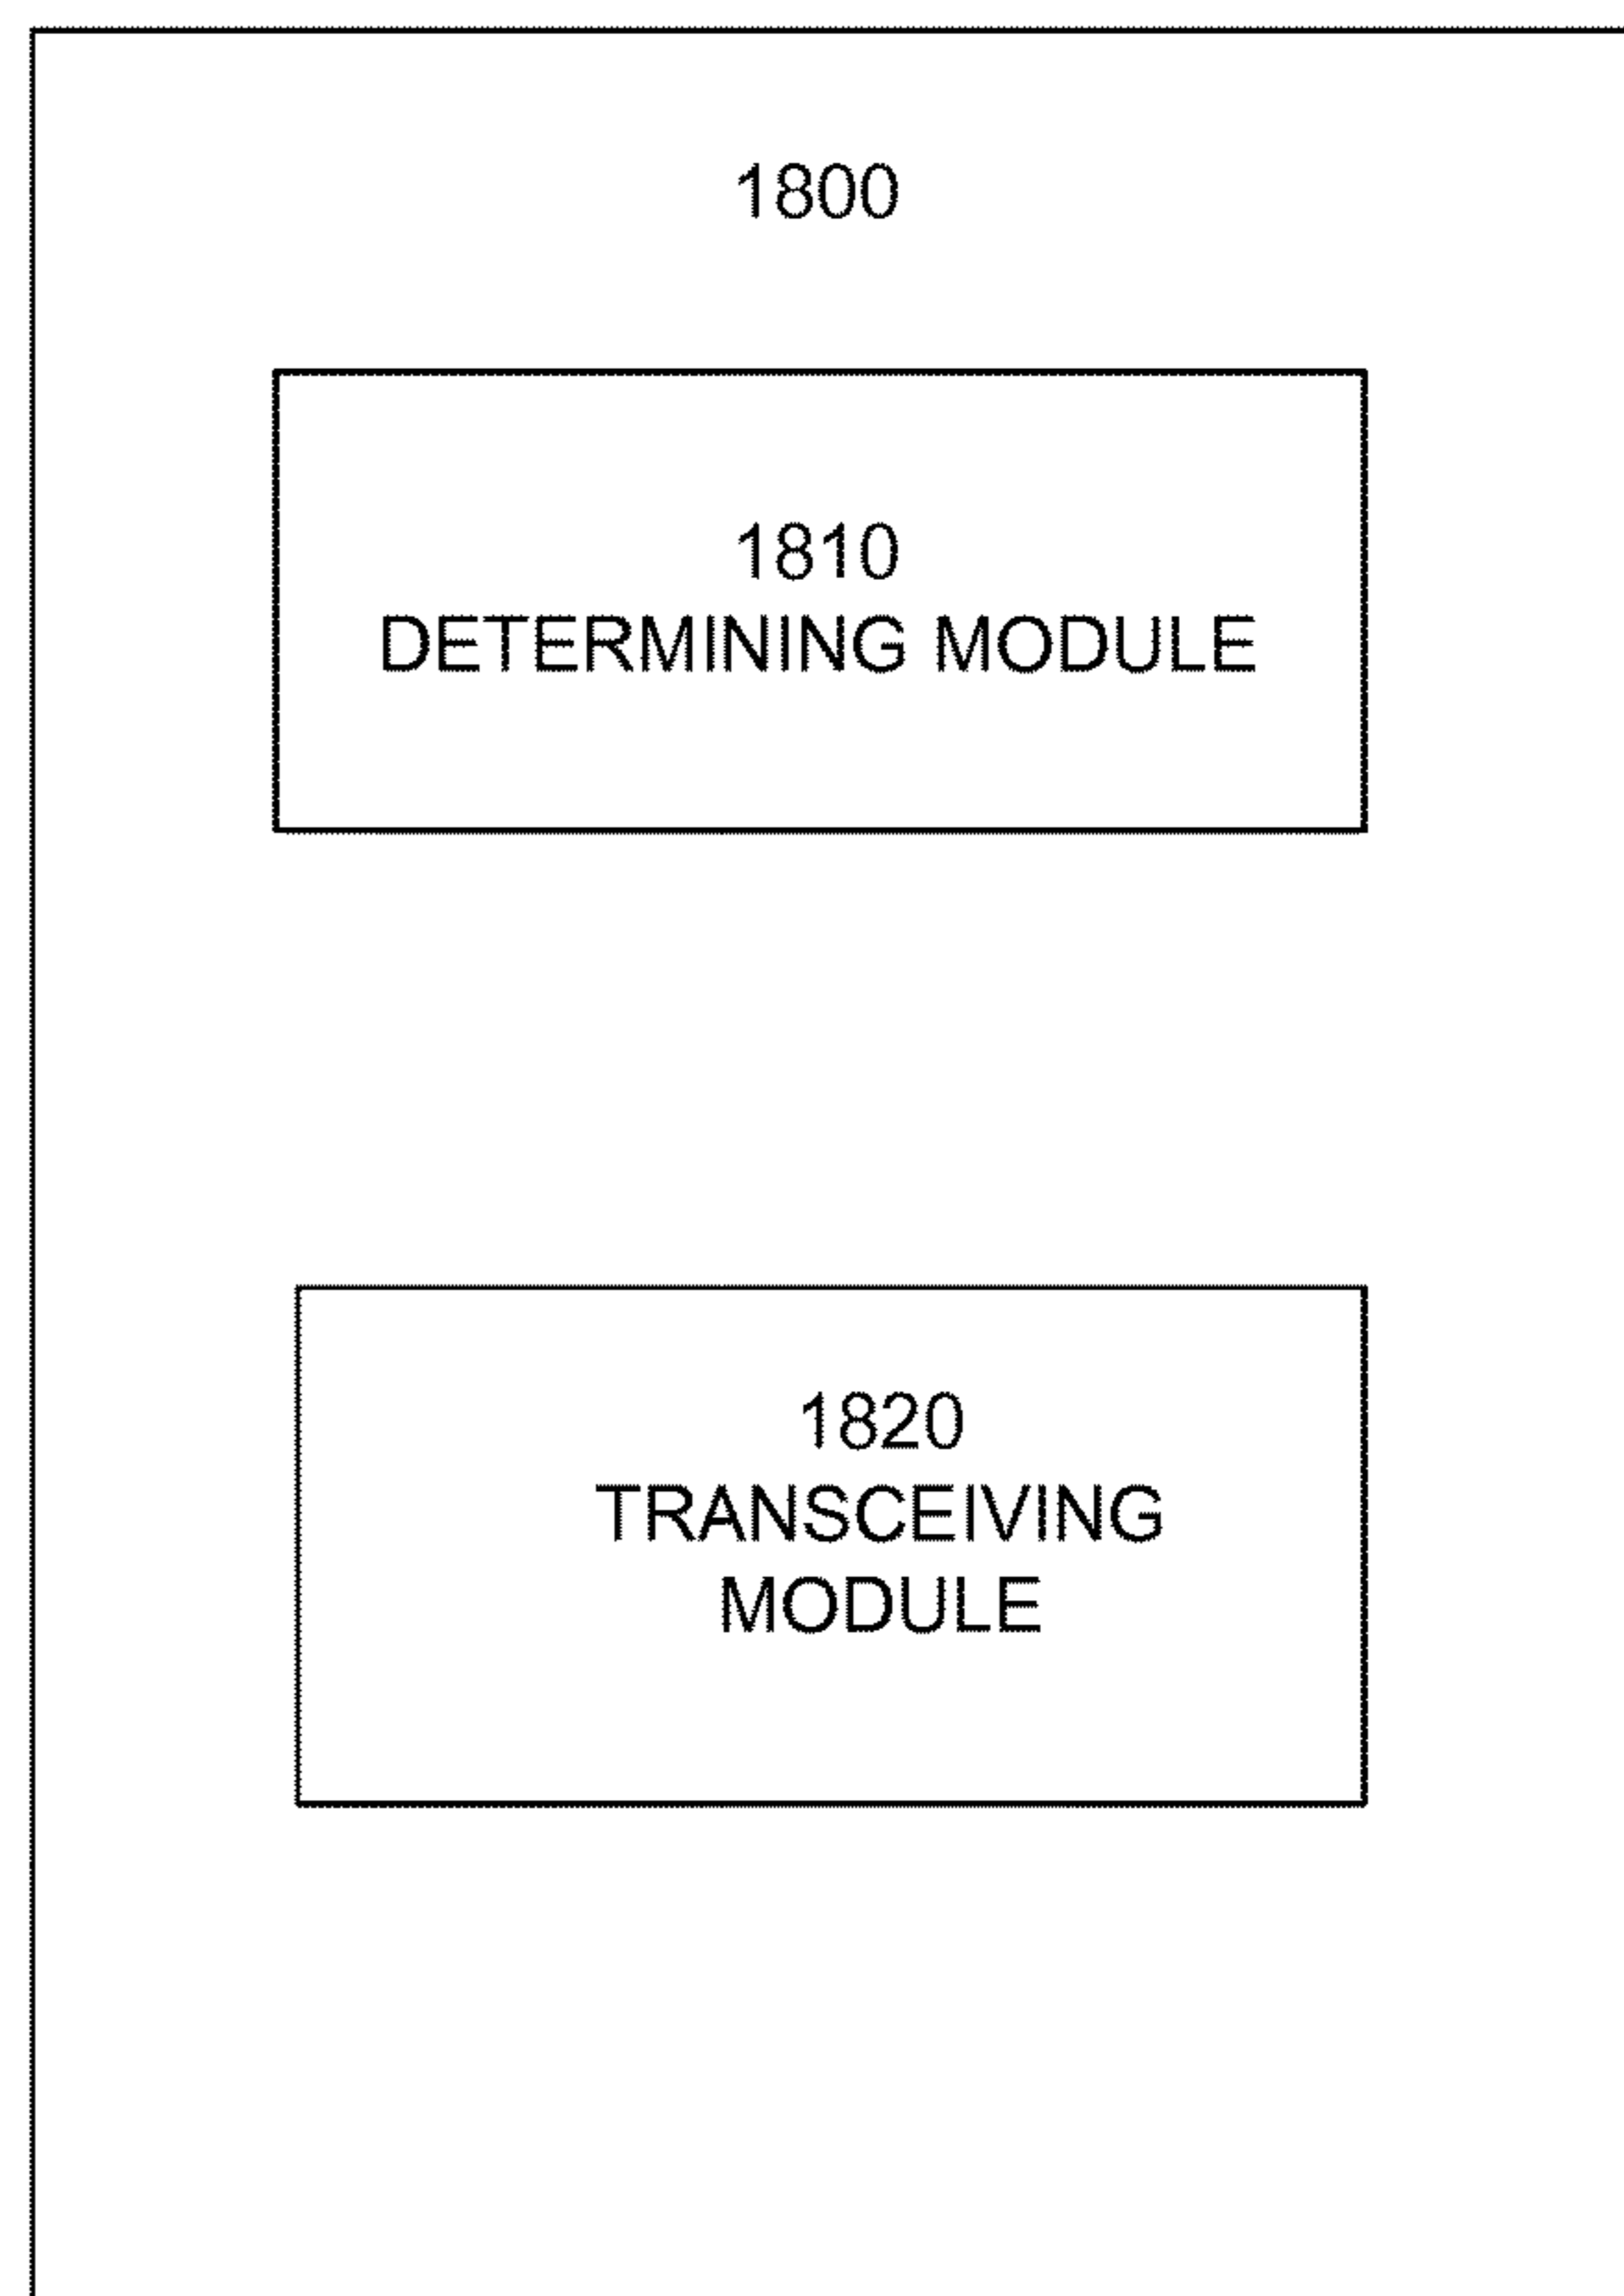 1800
1810
DETERMINING MODULE
1820
TRANSCEIVING
MODULE